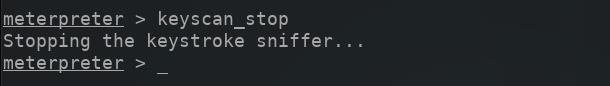 meterpreter > keyscan_stop
Stopping the keystroke sniffer...
meterpreter > _